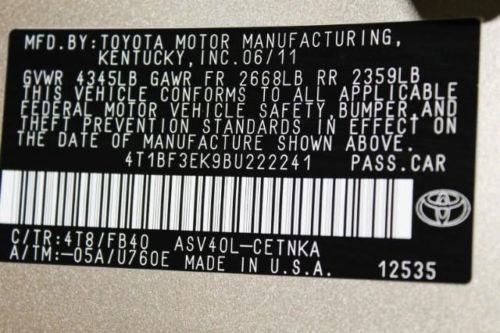 MFD.BY:TOYOTA MOTOR MANUFACTURING,
KENTUCKY, INC.06/11
GVWR 4345LB GAWR FR 2668LB RR 2359LB
THIS VEHICLE CONFORMS TO ALL APPLICABLE
FEDERAL MOTOR VEHICLE SAFETY,BUMPER,AND
THEFT PREVENTION STANDARDS IN EFFECT ON
THE DATE OF MANUFACTURE SHOWN ABOVE.
4T1BF3EK9BU222241 PASS.CAR
C/TR:4T8/FB40 ASV40L-CETNKA
A/TM:-05A/U760E MADE IN U.S.A. 12535